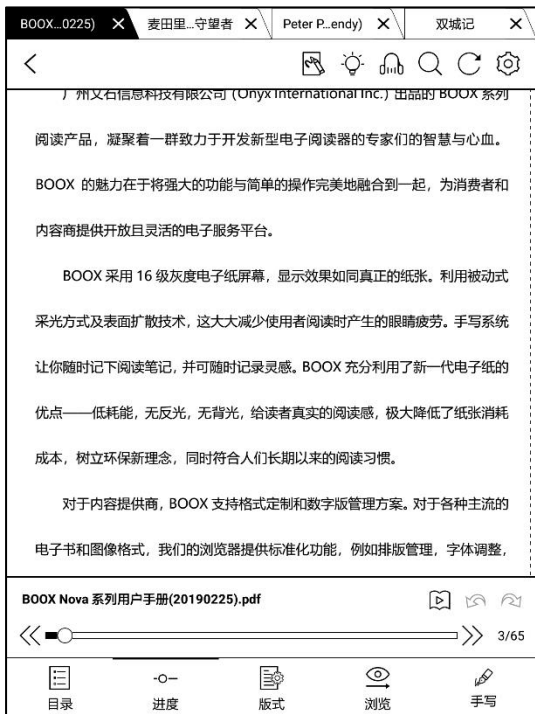 BOOX...0225)
麦田里...守望者
Peter P...endy)
双城记
广州文石信息科技有限公司 (Onyx International Inc.) 出品的 BOOX 系列
阅读产品，凝聚着一群致力于开发新型电子阅读器的专家们的智慧与心血。
BOOX 的魅力在于将强大的功能与简单的操作完美地融合到一起，为消费者和
内容商提供开放且灵活的电子服务平台。
BOOX 采用 16 级灰度电子纸屏幕，显示效果如同真正的纸张。利用被动式
采光方式及表面扩散技术，这大大减少使用者阅读时产生的眼睛疲劳。手写系统
让你随时记下阅读笔记，并可随时记录灵感。BOOX 充分利用了新一代电子纸的
优点——低耗能，无反光，无背光，给读者真实的阅读感，极大降低了纸张消耗
成本，树立环保新理念，同时符合人们长期以来的阅读习惯。
对于内容提供商，BOOX 支持格式定制和数字版管理方案。对于各种主流的
电子书和图像格式，我们的浏览器提供标准化功能，例如排版管理，字体调整，
BOOX Nova 系列用户手册(20190225).pdf
3/65
目录
进度
版式
浏览
手写